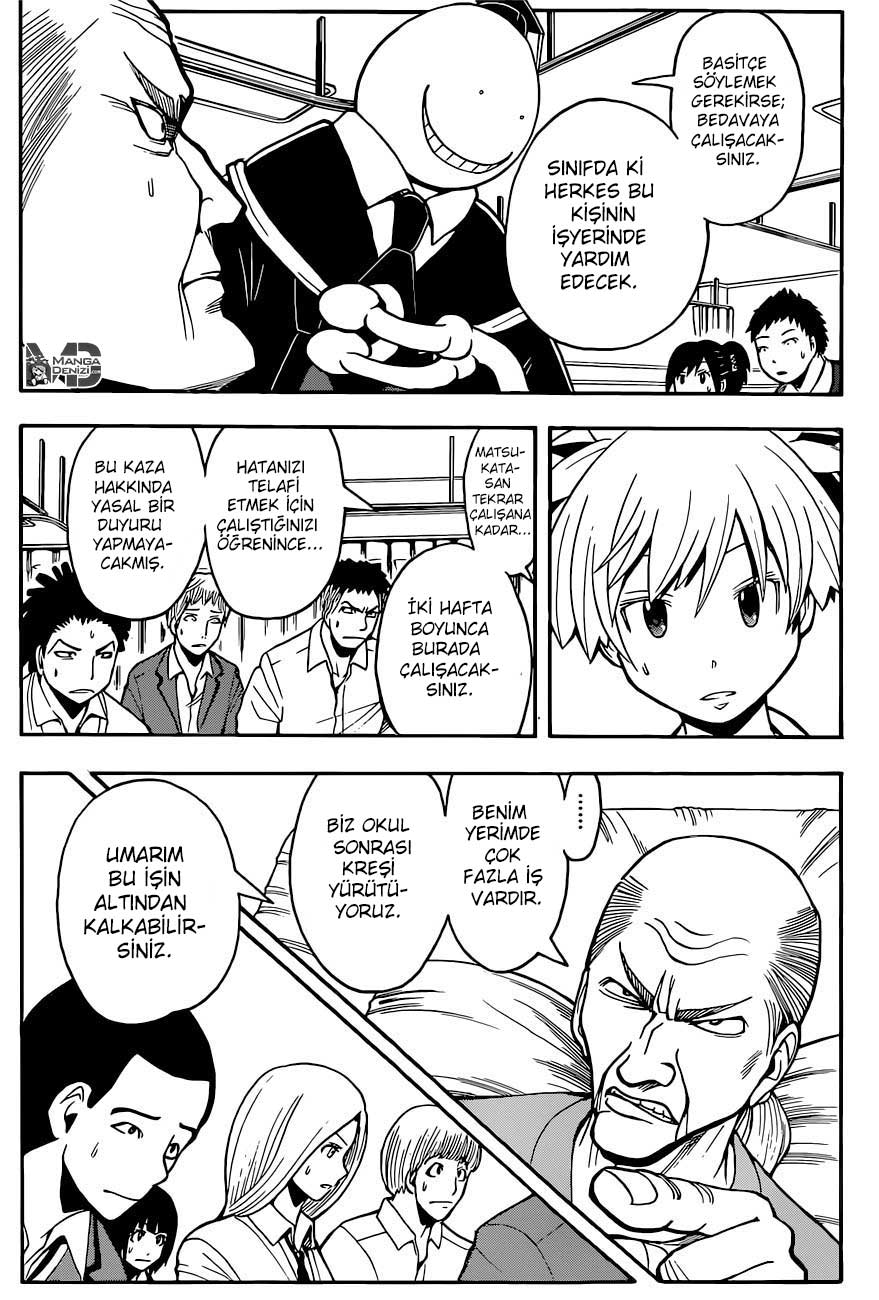 BASİTÇE
SÖYLEMEK
GEREKİRSE;
BEDAVAYA
ÇALIŞACAK-
SINIZ.
SINIFDA Kİ
HERKES BU
KİŞİNİN
İŞYERİNDE
YARDIM
EDECEK.
MANGA
DENİZİ.com
MATSU-
KATA-
SAN
TEKRAR
ÇALIŞANA
KADAR...
İKİ HAFTA
BOYUNCA
BURADA
ÇALIŞACAK-
SINIZ.
HATANIZI
TELAFİ
ETMEK İÇİN
ÇALIŞTIĞINIZI
ÖĞRENİNCE...
BU KAZA
HAKKINDA
YASAL BİR
DUYURU
YAPMAYA-
CAKMIŞ.
........
BENİM
YERİMDE
ÇOK
FAZLA İŞ
VARDIR.
BİZ OKUL
SONRASI
KREŞİ
YÜRÜTÜ-
YORUZ.
UMARIM
BU İŞİN
ALTINDAN
KALKABİLİR-
SİNİZ.